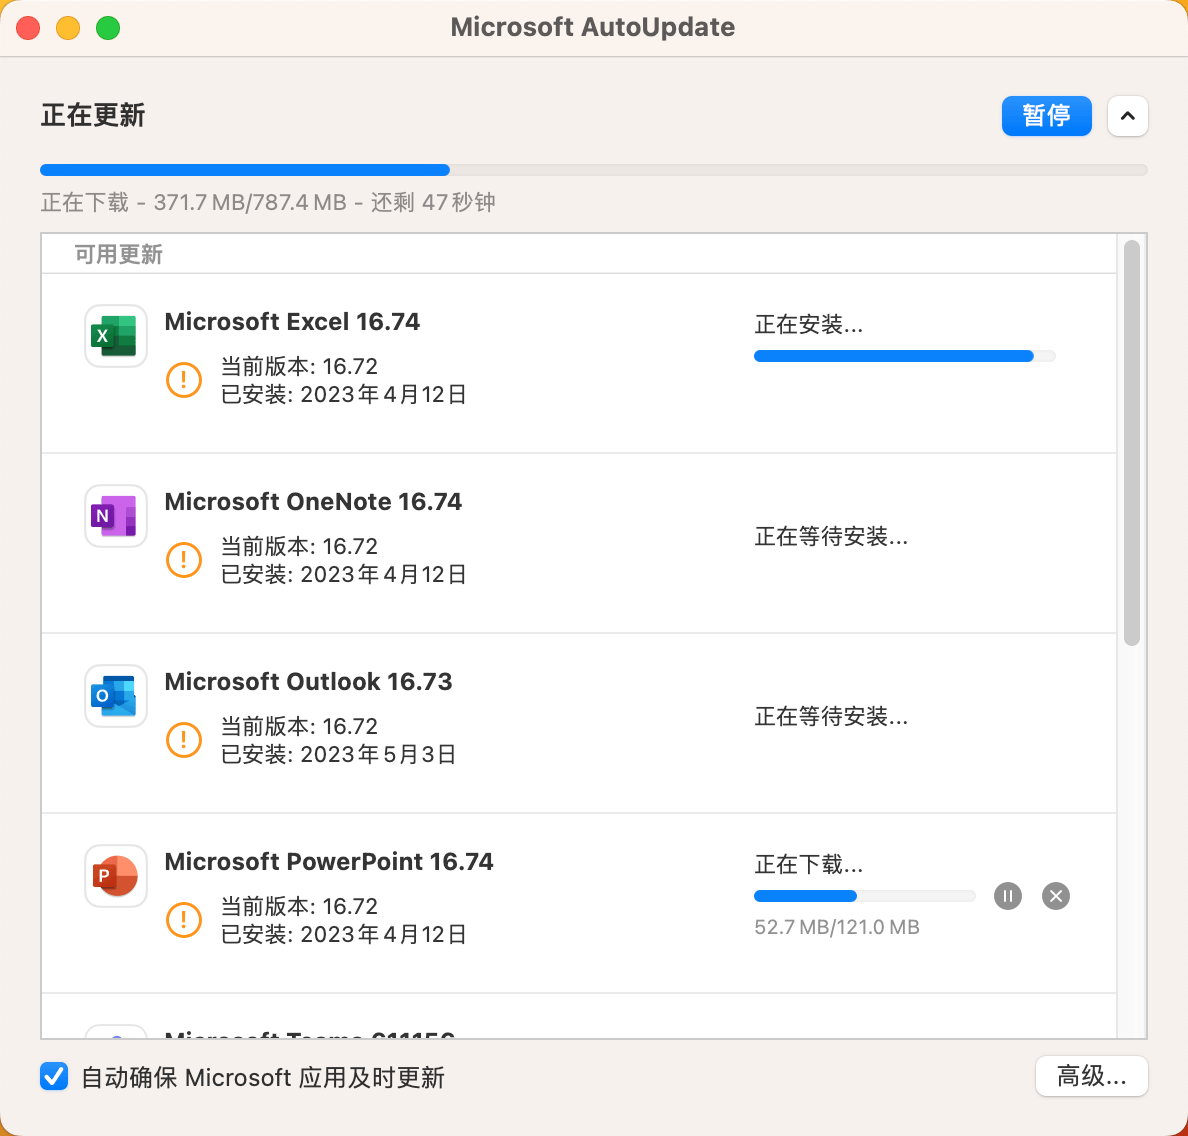 Microsoft AutoUpdate
正在更新
暂停
正在下载 - 371.7 MB/787.4 MB - 还剩 47 秒钟
可用更新
Microsoft Excel 16.74
当前版本: 16.72
已安装: 2023年4月12日
正在安装...
Microsoft OneNote 16.74
当前版本: 16.72
已安装: 2023年4月12日
正在等待安装...
Microsoft Outlook 16.73
当前版本: 16.72
已安装: 2023年5月3日
正在等待安装...
Microsoft PowerPoint 16.74
当前版本: 16.72
已安装: 2023年4月12日
正在下载...
52.7 MB/121.0 MB
Microsoft Teams
自动确保 Microsoft 应用及时更新
高级...